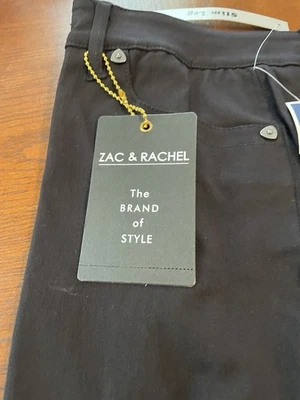 ZAC & RACHEL
The
BRAND
of
STYLE